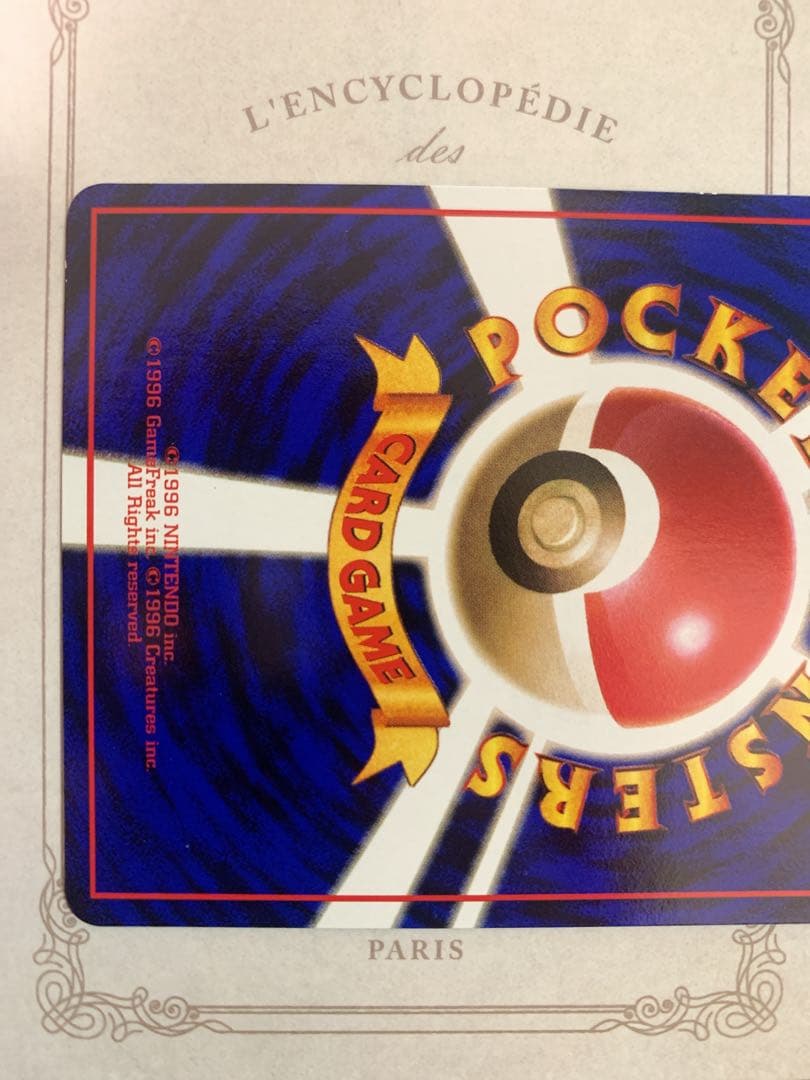 L'ENCYCLOPÉDIE
des
POCKE
NSTERS
CARD GAME
©1996 NINTENDO inc.
©1996 GameFreak inc. ©1996 Creatures inc.
All Rights reserved.
PARIS